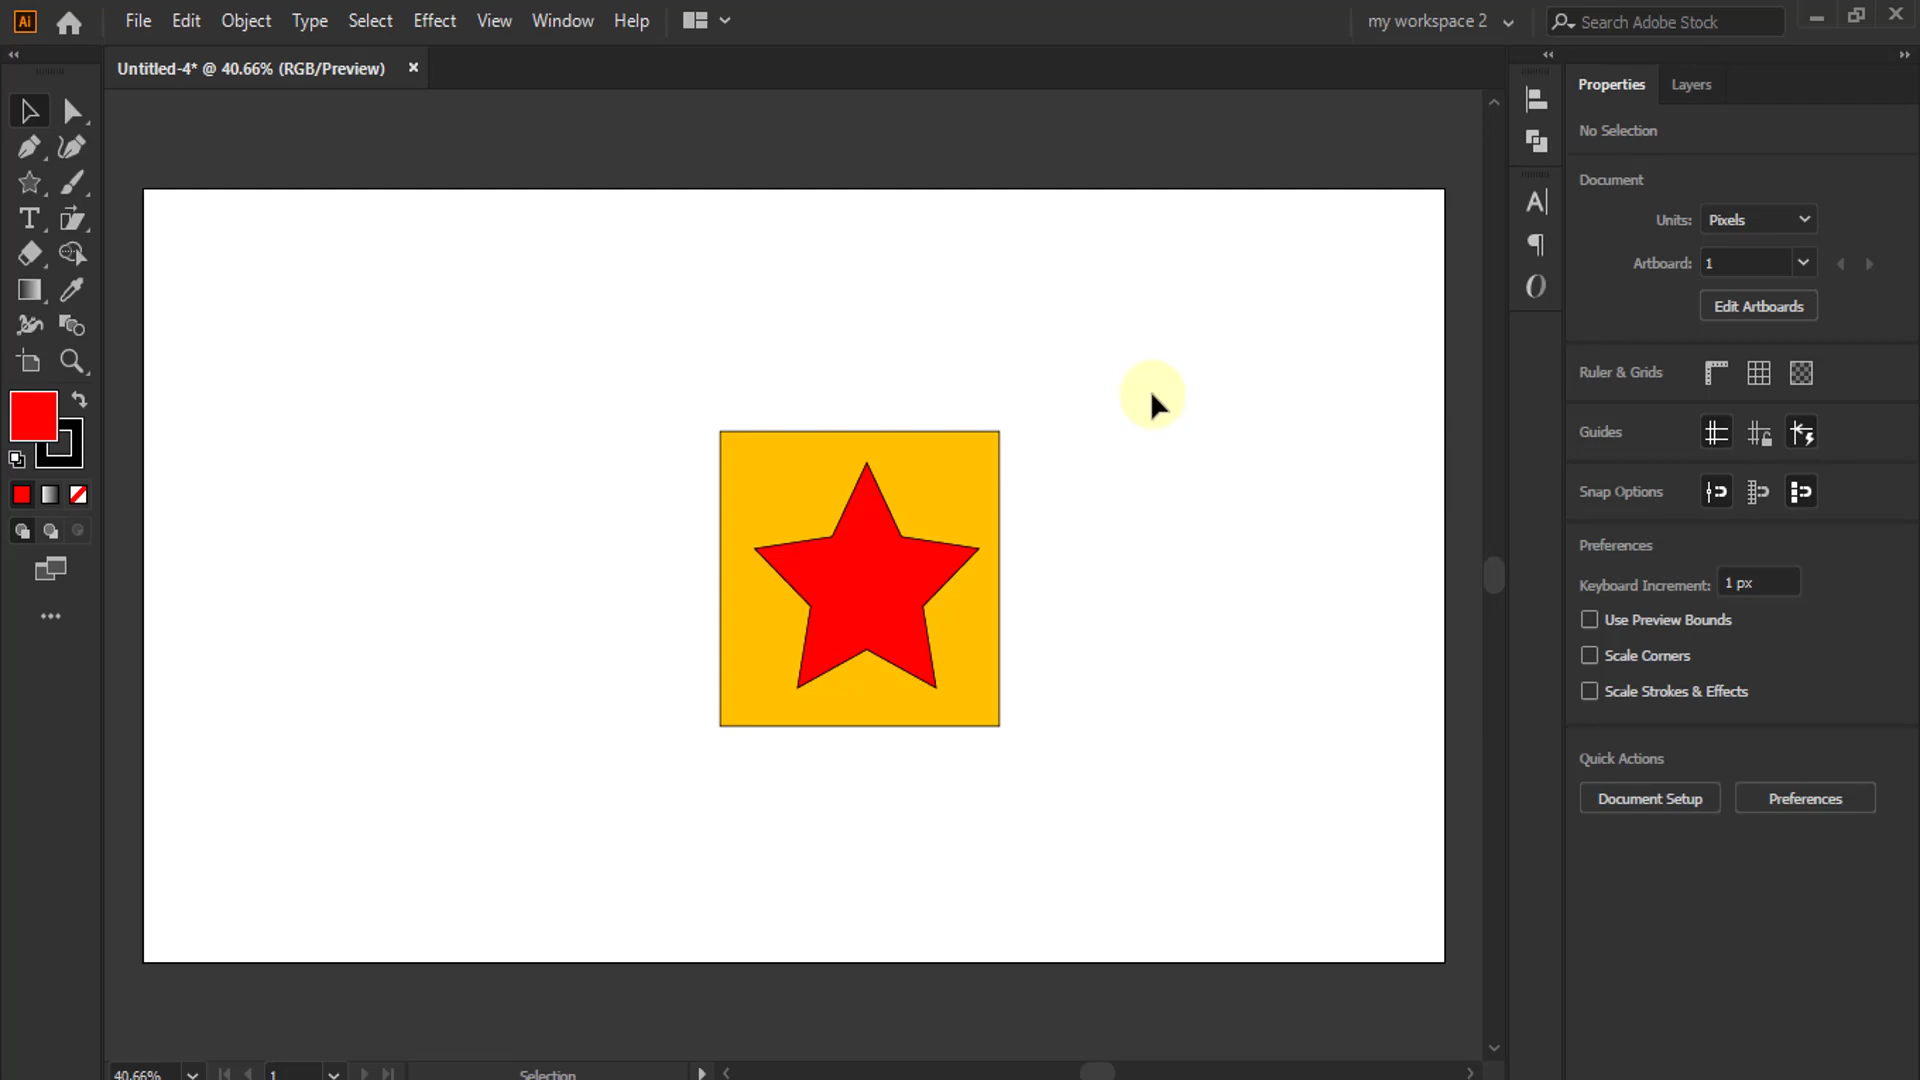 Ai File Edit Object Type Select Effect View Window Help my workspace 2 Search Adobe Stock
Untitled-4* @ 40.66% (RGB/Preview) ×
Properties Layers
No Selection
Document
Units: Pixels
Artboard: 1
Edit Artboards
Ruler & Grids
Guides
Snap Options
Preferences
Keyboard Increment: 1 px
Use Preview Bounds
Scale Corners
Scale Strokes & Effects
Quick Actions
Document Setup Preferences
40.66% 1 Selection